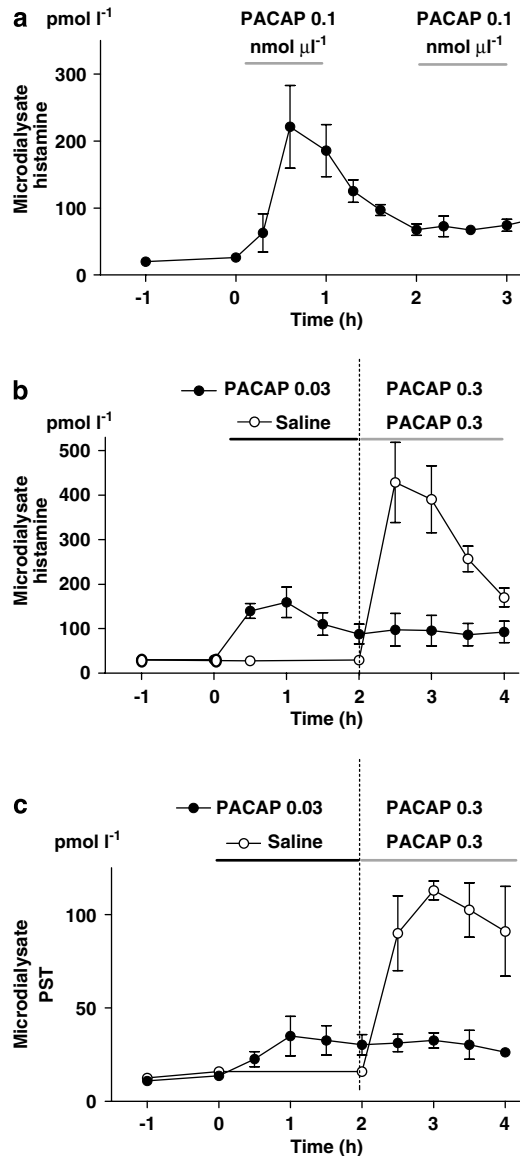 a
pmol l⁻¹
PACAP 0.1 PACAP 0.1
nmol µl⁻¹ nmol µl⁻¹
300
200
100
0
Microdialysate
histamine
-1 0 1 2 3
Time (h)
b
PACAP 0.03 PACAP 0.3
pmol l⁻¹ Saline PACAP 0.3
500
400
300
200
100
0
Microdialysate
histamine
-1 0 1 2 3 4
Time (h)
c
PACAP 0.03 PACAP 0.3
pmol l⁻¹ Saline PACAP 0.3
100
50
0
Microdialysate
PST
-1 0 1 2 3 4
Time (h)